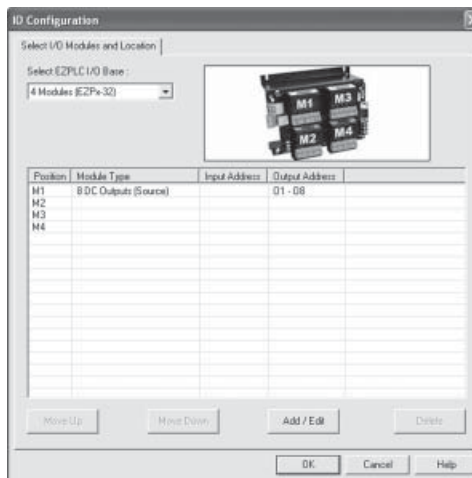 IO Configuration
Select I/O Modules and Location
Select EZPLC I/O Base :
4 Modules (EZPx-32)
M1 M3
M2 M4
Position Module Type Input Address Output Address
M1 8 DC Outputs (Source) O1 - O8
M2
M3
M4
Move Up Move Down Add / Edit Delete
OK Cancel Help